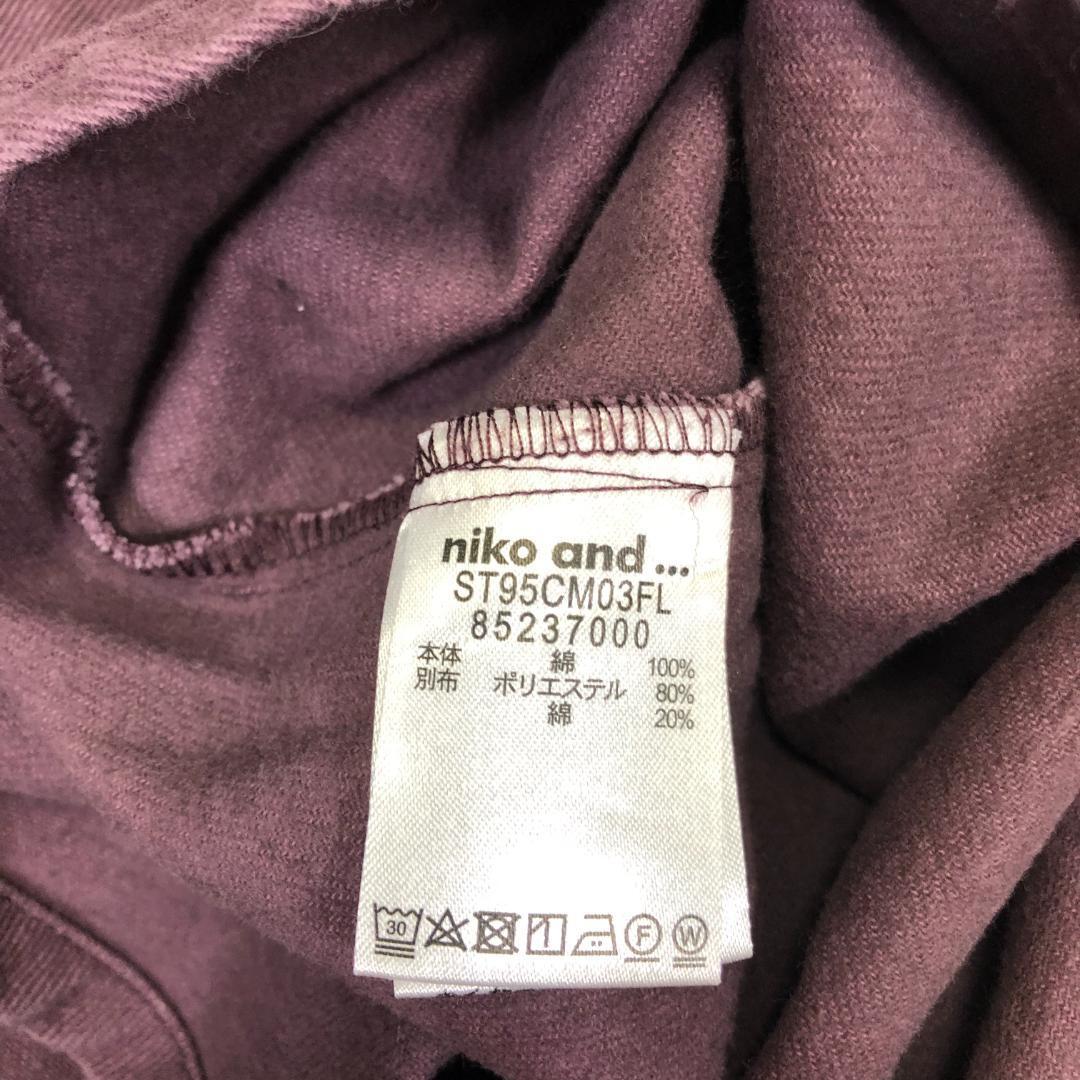 niko and ...
ST95CM03FL
85237000
本体 綿 100%
別布 ポリエステル 80%
綿 20%
30 F W